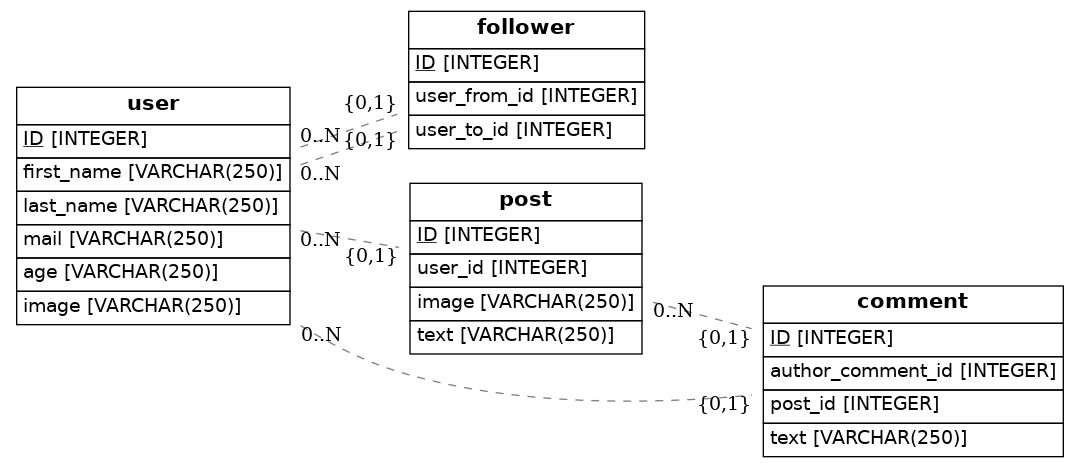 user
ID [INTEGER]
first_name [VARCHAR(250)]
last_name [VARCHAR(250)]
mail [VARCHAR(250)]
age [VARCHAR(250)]
image [VARCHAR(250)]
follower
ID [INTEGER]
user_from_id [INTEGER]
user_to_id [INTEGER]
{0,1}
0..N
{0,1}
0..N
post
ID [INTEGER]
user_id [INTEGER]
image [VARCHAR(250)]
text [VARCHAR(250)]
0..N
{0,1}
comment
ID [INTEGER]
author_comment_id [INTEGER]
post_id [INTEGER]
text [VARCHAR(250)]
0..N
{0,1}
0..N
{0,1}